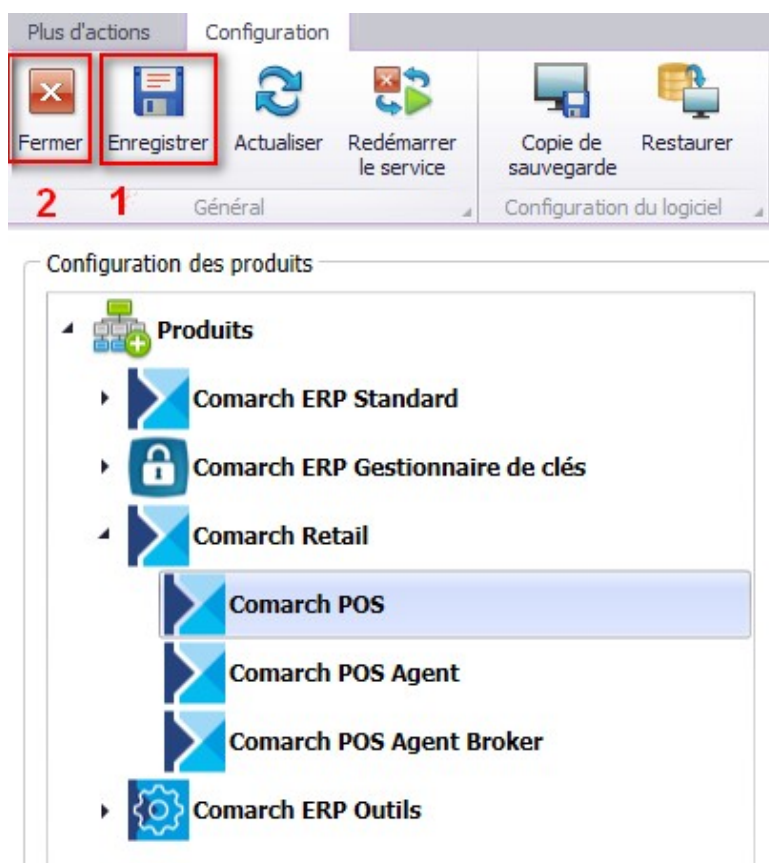 Plus d'actions Configuration
Fermer Enregistrer Actualiser Redémarrer le service Copie de sauvegarde Restaurer
2 1 Général Configuration du logiciel
Configuration des produits
Produits
Comarch ERP Standard
Comarch ERP Gestionnaire de clés
Comarch Retail
Comarch POS
Comarch POS Agent
Comarch POS Agent Broker
Comarch ERP Outils